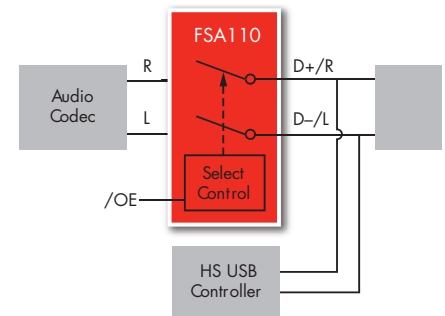 FSA110
R
D+/R
Audio
Codec
L
D–/L
Select
Control
/OE
HS USB
Controller